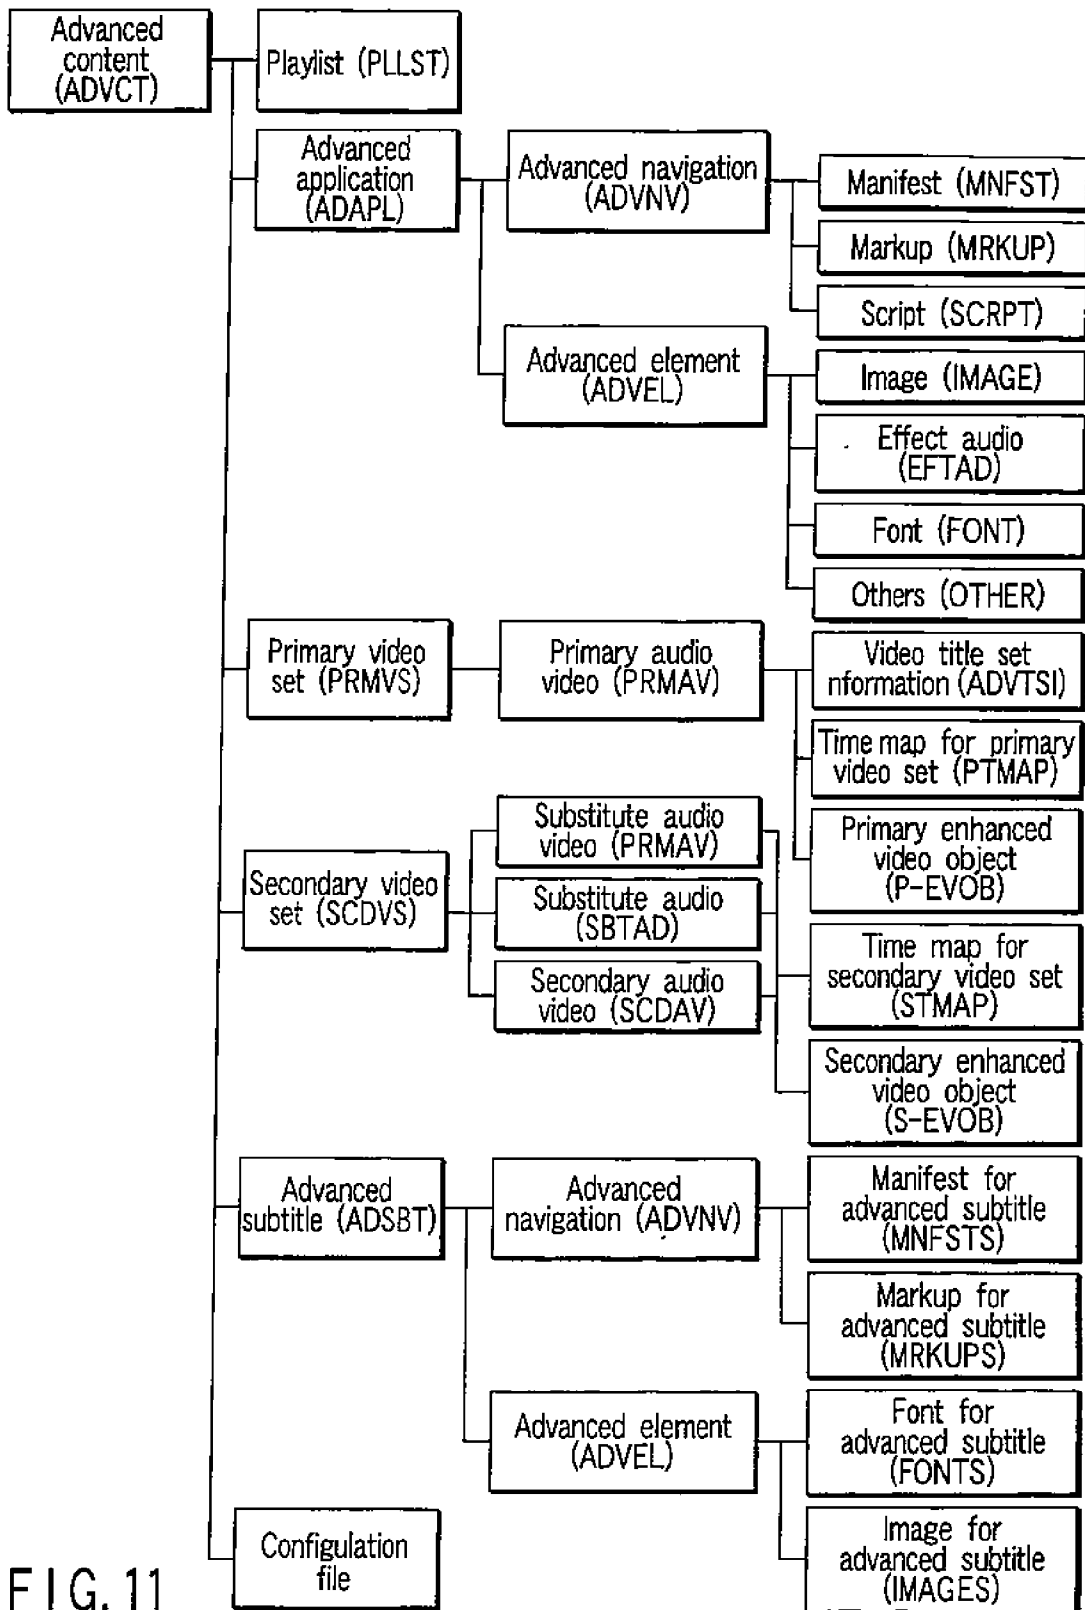 Advanced
content
(ADVCT)
Playlist (PLLST)
Advanced
application
(ADAPL)
Advanced navigation
(ADVNV)
Manifest (MNFST)
Markup (MRKUP)
Script (SCRPT)
Advanced element
(ADVEL)
Image (IMAGE)
Effect audio
(EFTAD)
Font (FONT)
Others (OTHER)
Primary video
set (PRMVS)
Primary audio
video (PRMAV)
Video title set
nformation (ADVTSI)
Time map for primary
video set (PTMAP)
Primary enhanced
video object
(P-EVOB)
Secondary video
set (SCDVS)
Substitute audio
video (PRMAV)
Substitute audio
(SBTAD)
Secondary audio
video (SCDAV)
Time map for
secondary video set
(STMAP)
Secondary enhanced
video object
(S-EVOB)
Advanced
subtitle (ADSBT)
Advanced
navigation (ADVNV)
Manifest for
advanced subtitle
(MNFSTS)
Markup for
advanced subtitle
(MRKUPS)
Advanced element
(ADVEL)
Font for
advanced subtitle
(FONTS)
Image for
advanced subtitle
(IMAGES)
Configulation
file
FIG. 11